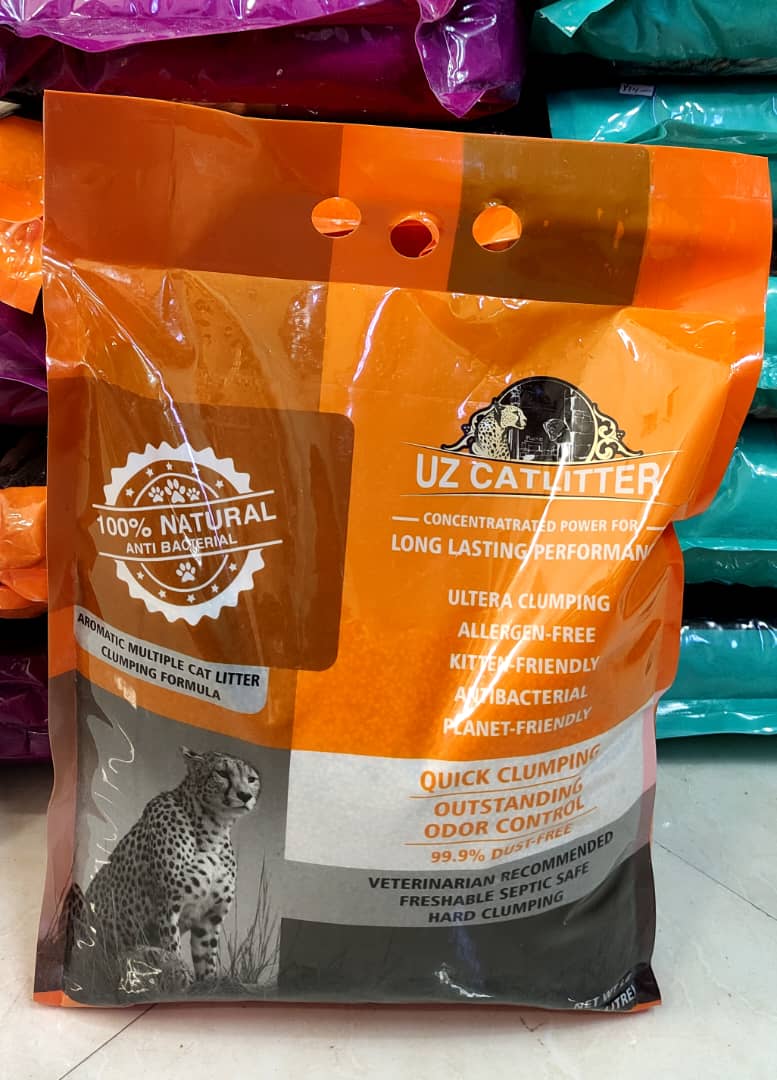 100% NATURAL
ANTI BACTERIAL
AROMATIC MULTIPLE CAT LITTER
CLUMPING FORMULA
UZ CATLITTER
CONCENTRATRATED POWER FOR
LONG LASTING PERFORMAN
ULTERA CLUMPING
ALLERGEN-FREE
KITTEN-FRIENDLY
ANTIBACTERIAL
PLANET-FRIENDLY
QUICK CLUMPING
OUTSTANDING
ODOR CONTROL
99.9% DUST-FREE
VETERINARIAN RECOMMENDED
FRESHABLE SEPTIC SAFE
HARD CLUMPING
NET WT